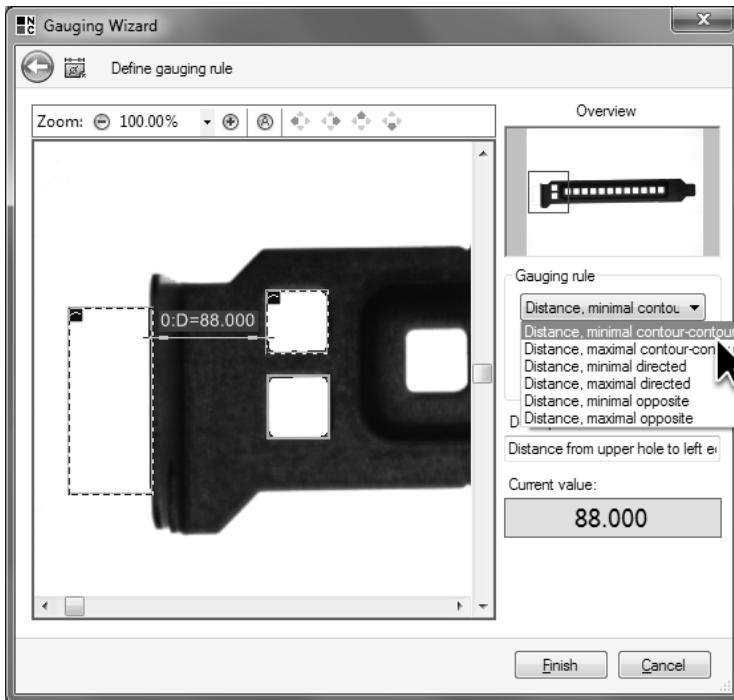 NC Gauging Wizard
Define gauging rule
Zoom: 100.00%
Overview
0:D=88.000
Gauging rule
Distance, minimal contou
Distance, minimal contour-contour
Distance, maximal contour-con
Distance, minimal directed
Distance, maximal directed
Distance, minimal opposite
Distance, maximal opposite
Distance from upper hole to left e
Current value:
88.000
Finish Cancel